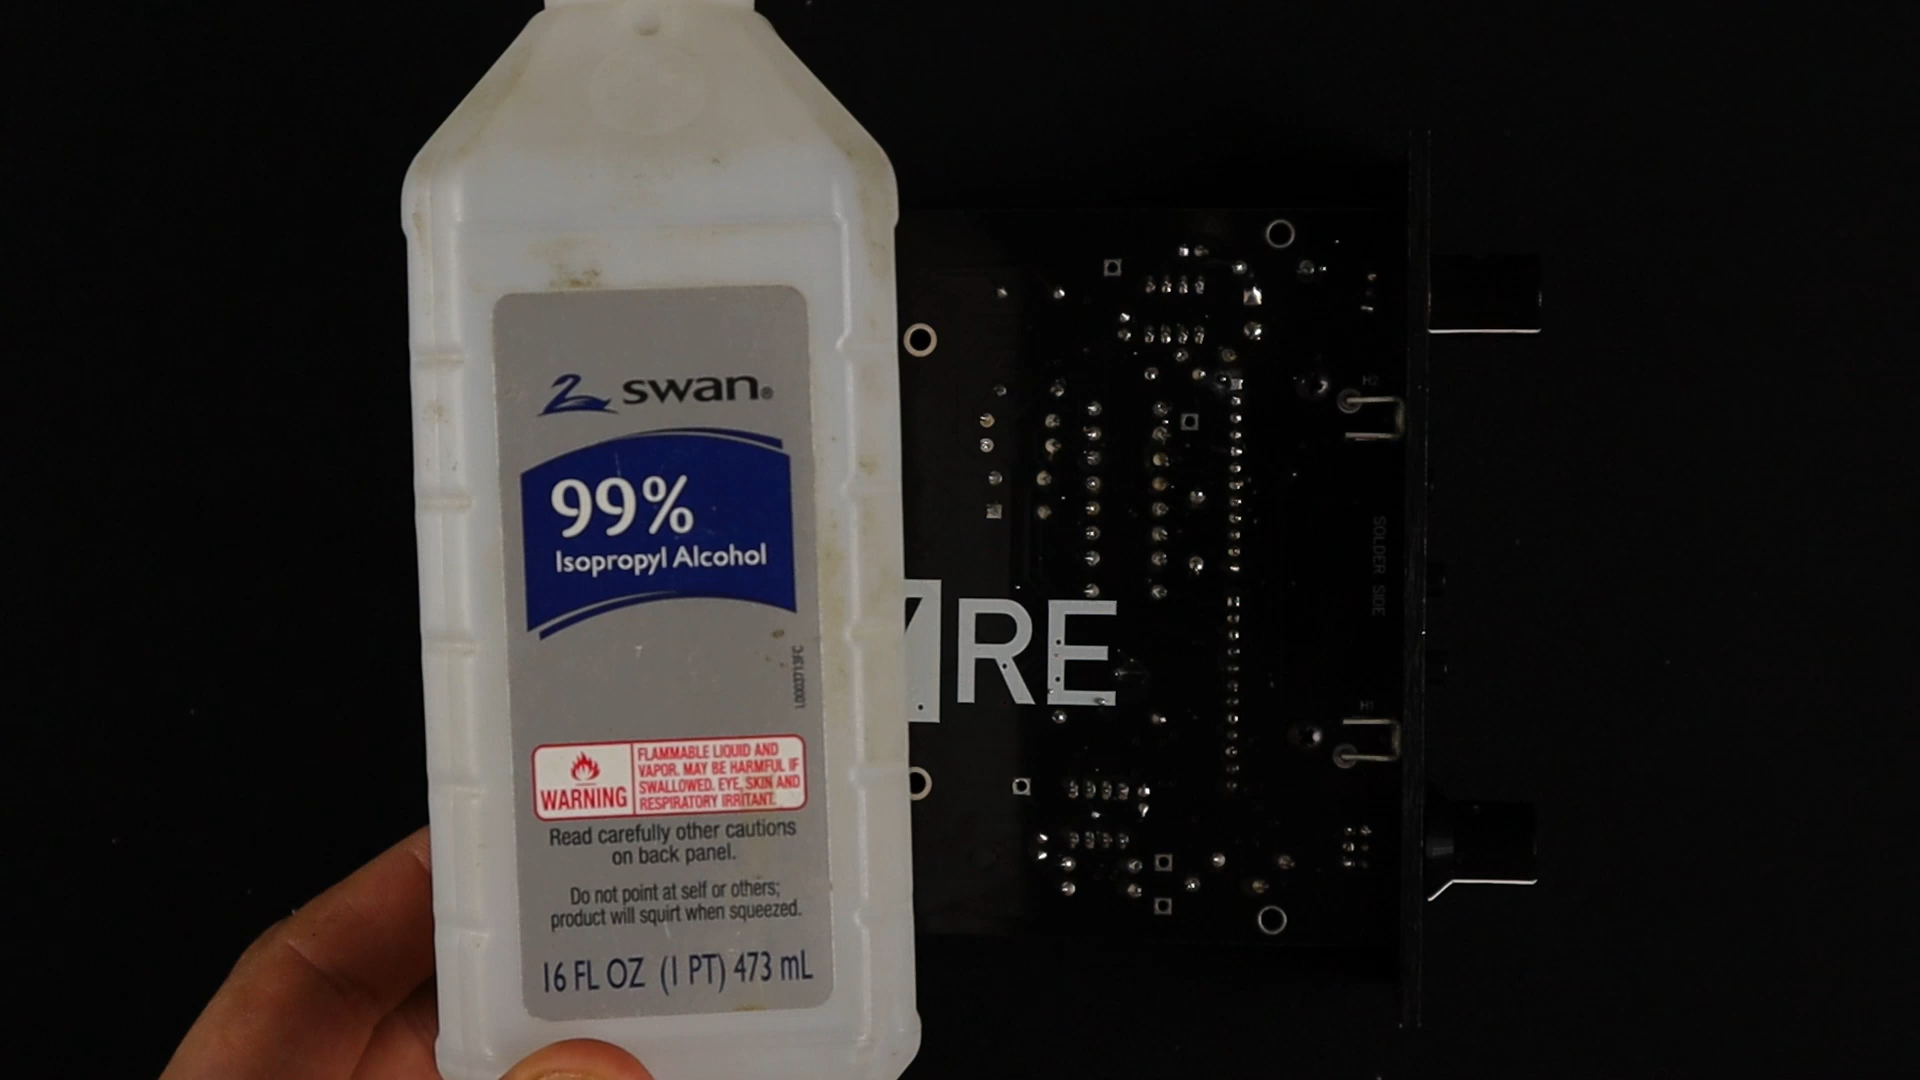 swan®
99%
Isopropyl Alcohol
WARNING
FLAMMABLE LIQUID AND
VAPOR. MAY BE HARMFUL IF
SWALLOWED. EYE, SKIN AND
RESPIRATORY IRRITANT.
Read carefully other cautions
on back panel.
Do not point at self or others;
product will squirt when squeezed.
16 FL OZ (1 PT) 473 mL
RE
H2
SOLDER SIDE
H1